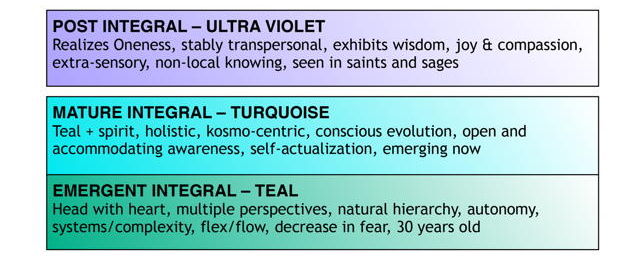 POST INTEGRAL – ULTRA VIOLET
Realizes Oneness, stably transpersonal, exhibits wisdom, joy & compassion,
extra-sensory, non-local knowing, seen in saints and sages
MATURE INTEGRAL – TURQUOISE
Teal + spirit, holistic, kosmo-centric, conscious evolution, open and
accommodating awareness, self-actualization, emerging now
EMERGENT INTEGRAL – TEAL
Head with heart, multiple perspectives, natural hierarchy, autonomy,
systems/complexity, flex/flow, decrease in fear, 30 years old